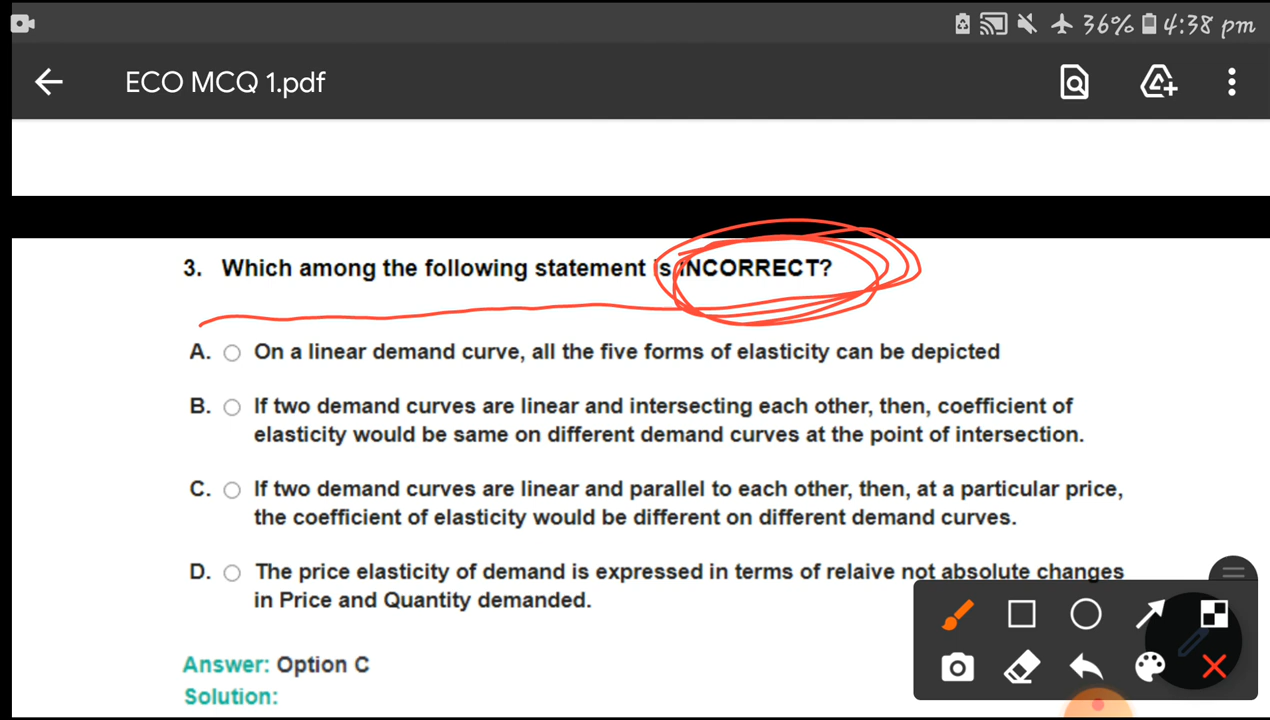 36% 4:38 pm
ECO MCQ 1.pdf
3. Which among the following statement is INCORRECT?
A. On a linear demand curve, all the five forms of elasticity can be depicted
B. If two demand curves are linear and intersecting each other, then, coefficient of
elasticity would be same on different demand curves at the point of intersection.
C. If two demand curves are linear and parallel to each other, then, at a particular price,
the coefficient of elasticity would be different on different demand curves.
D. The price elasticity of demand is expressed in terms of relaive not absolute changes
in Price and Quantity demanded.
Answer: Option C
Solution: